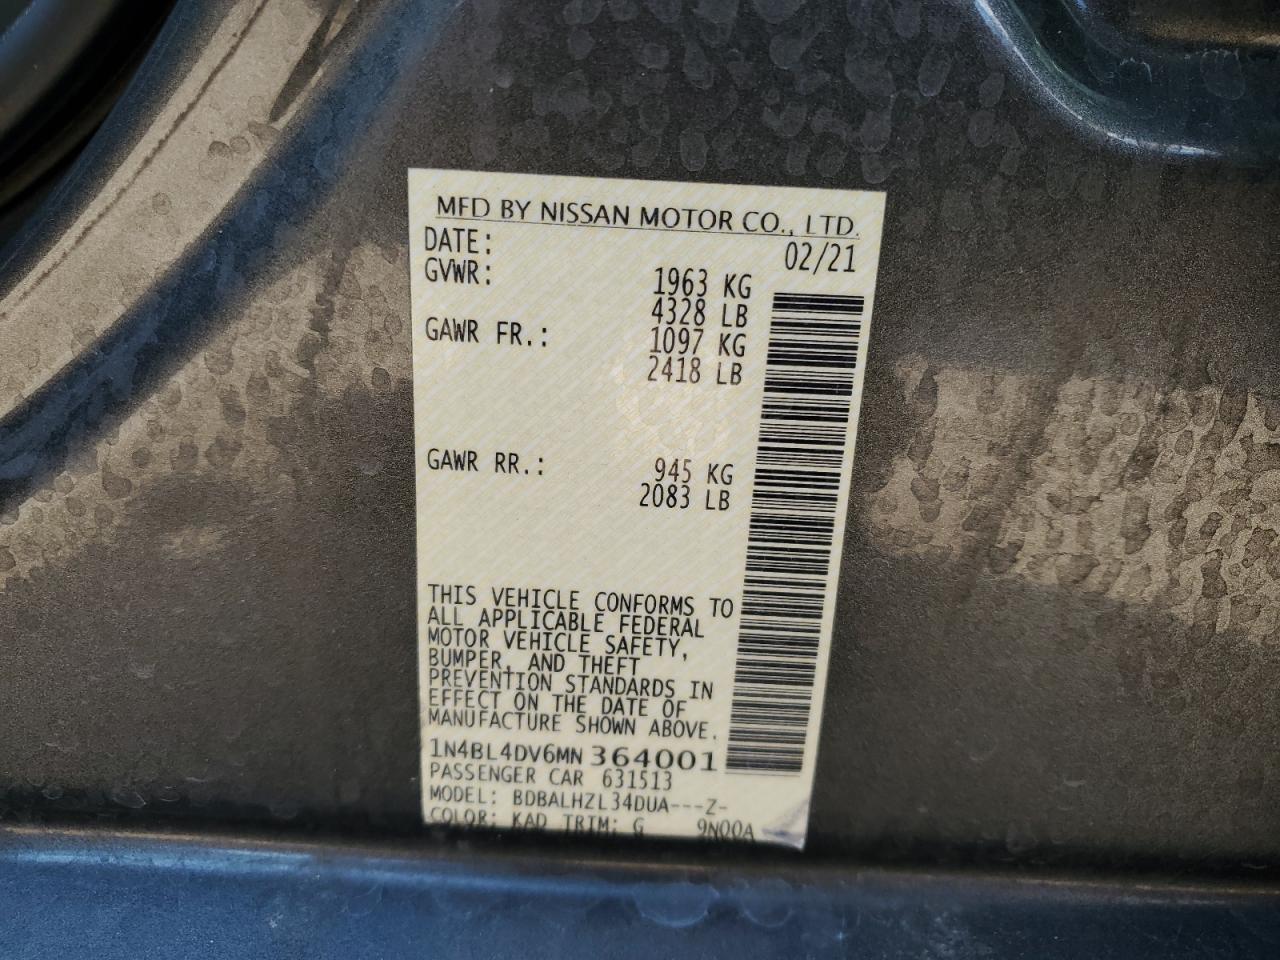 MFD BY NISSAN MOTOR CO., LTD.
DATE: 02/21
GVWR: 1963 KG
4328 LB
GAWR FR.: 1097 KG
2418 LB
GAWR RR.: 945 KG
2083 LB
THIS VEHICLE CONFORMS TO
ALL APPLICABLE FEDERAL
MOTOR VEHICLE SAFETY,
BUMPER, AND THEFT
PREVENTION STANDARDS IN
EFFECT ON THE DATE OF
MANUFACTURE SHOWN ABOVE.
1N4BL4DV6MN 364001
PASSENGER CAR 631513
MODEL: BDBALHZL34DUA---Z-
COLOR: KAD TRIM: G 9N00A